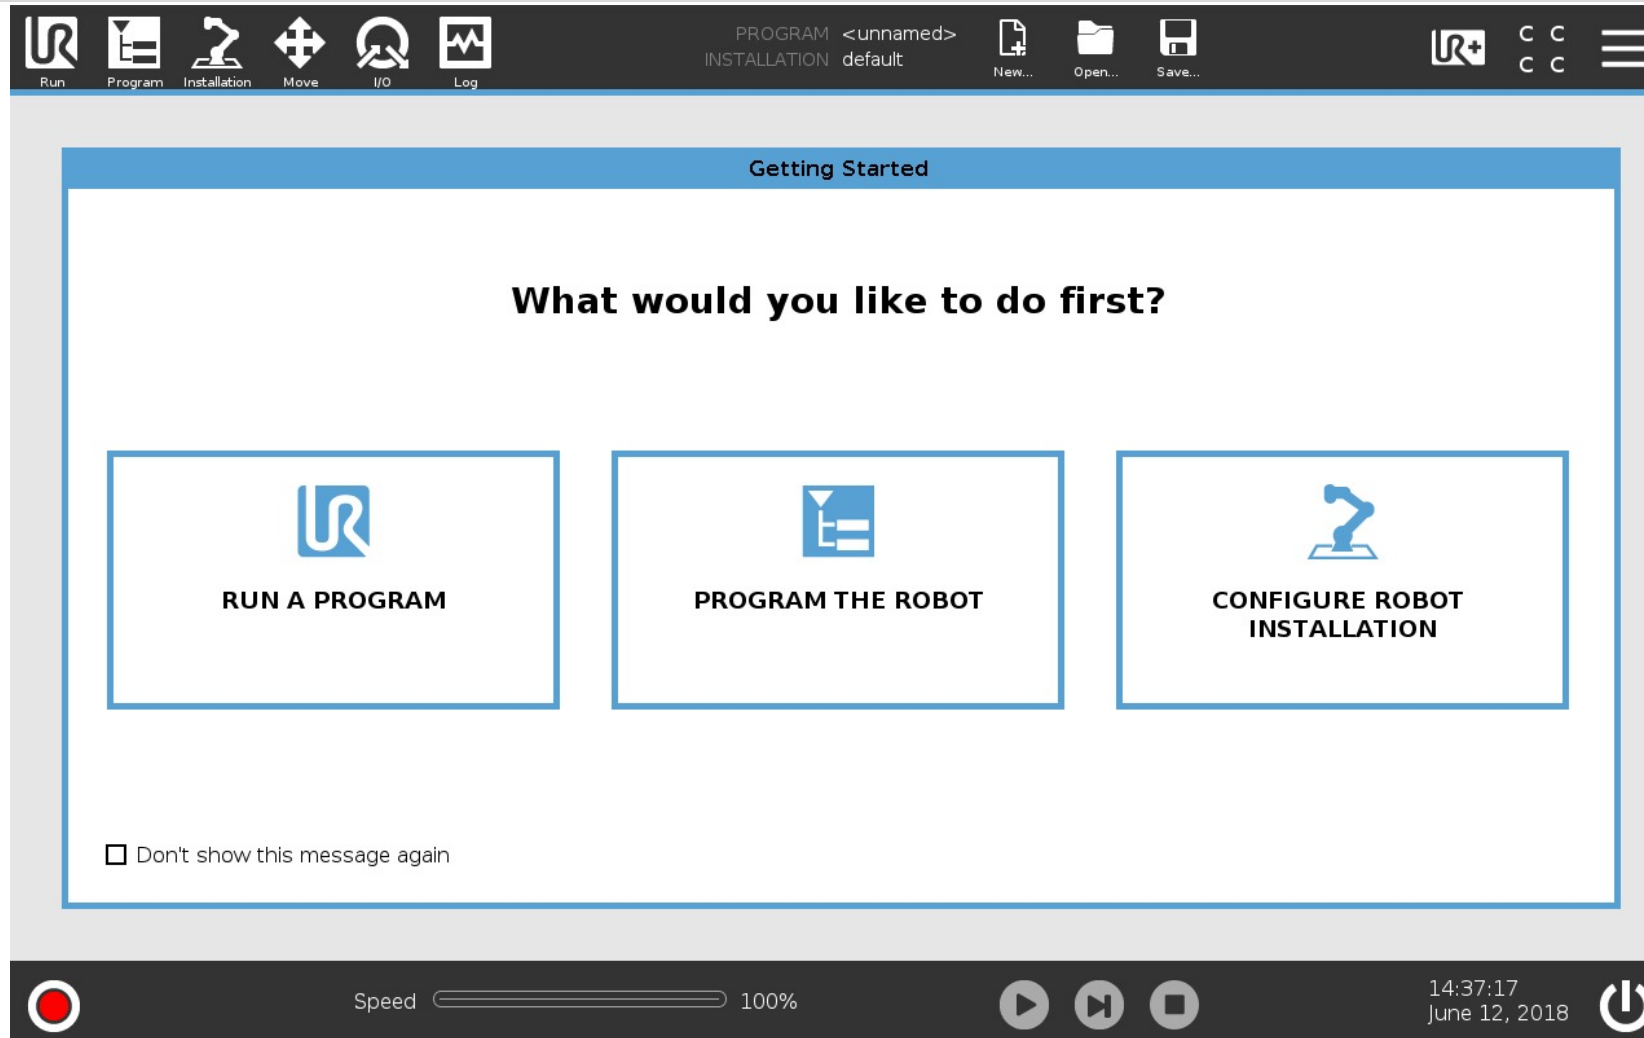 PROGRAM <unnamed>
INSTALLATION default
Run Program Installation Move I/O Log New... Open... Save...
R+
C C
C C
Getting Started
What would you like to do first?
RUN A PROGRAM
PROGRAM THE ROBOT
CONFIGURE ROBOT
INSTALLATION
Don't show this message again
Speed 100%
14:37:17
June 12, 2018